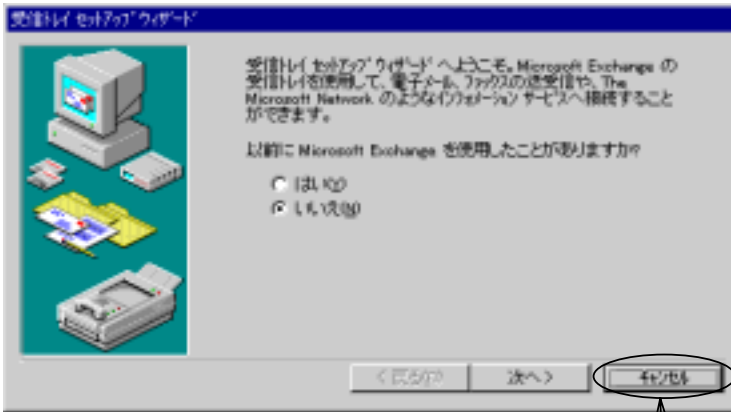 受信トレイ セットアップ ウィザード
受信トレイ セットアップ ウィザード へようこそ。Microsoft Exchange の
受信トレイを使用して、電子メール、ファックスの送受信や、The
Microsoft Network のようなインフォメーション サービスへ接続すること
ができます。
以前に Microsoft Exchange を使用したことがありますか?
はい(Y)
いいえ(N)
< 戻る(B)
次へ >
キャンセル